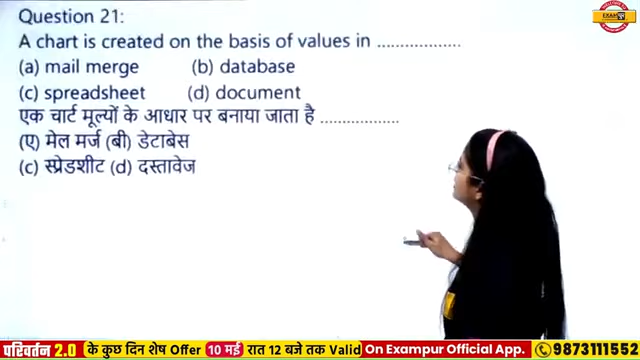 Question 21:
A chart is created on the basis of values in ..................
(a) mail merge (b) database
(c) spreadsheet (d) document
एक चार्ट मूल्यों के आधार पर बनाया जाता है .................
(ए) मेल मर्ज (बी) डेटाबेस
(c) स्प्रेडशीट (d) दस्तावेज
परिवर्तन 2.0 के कुछ दिन शेष Offer 10 मई रात 12 बजे तक Valid On Exampur Official App. 9873111552